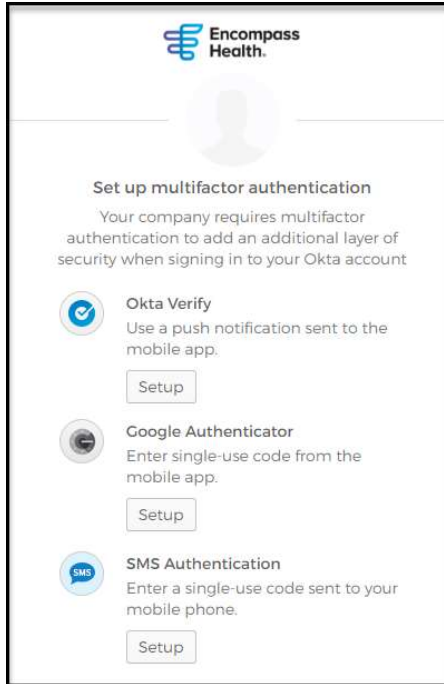 Encompass
Health.
Set up multifactor authentication
Your company requires multifactor
authentication to add an additional layer of
security when signing in to your Okta account
Okta Verify
Use a push notification sent to the
mobile app.
Setup
Google Authenticator
Enter single-use code from the
mobile app.
Setup
SMS
SMS Authentication
Enter a single-use code sent to your
mobile phone.
Setup